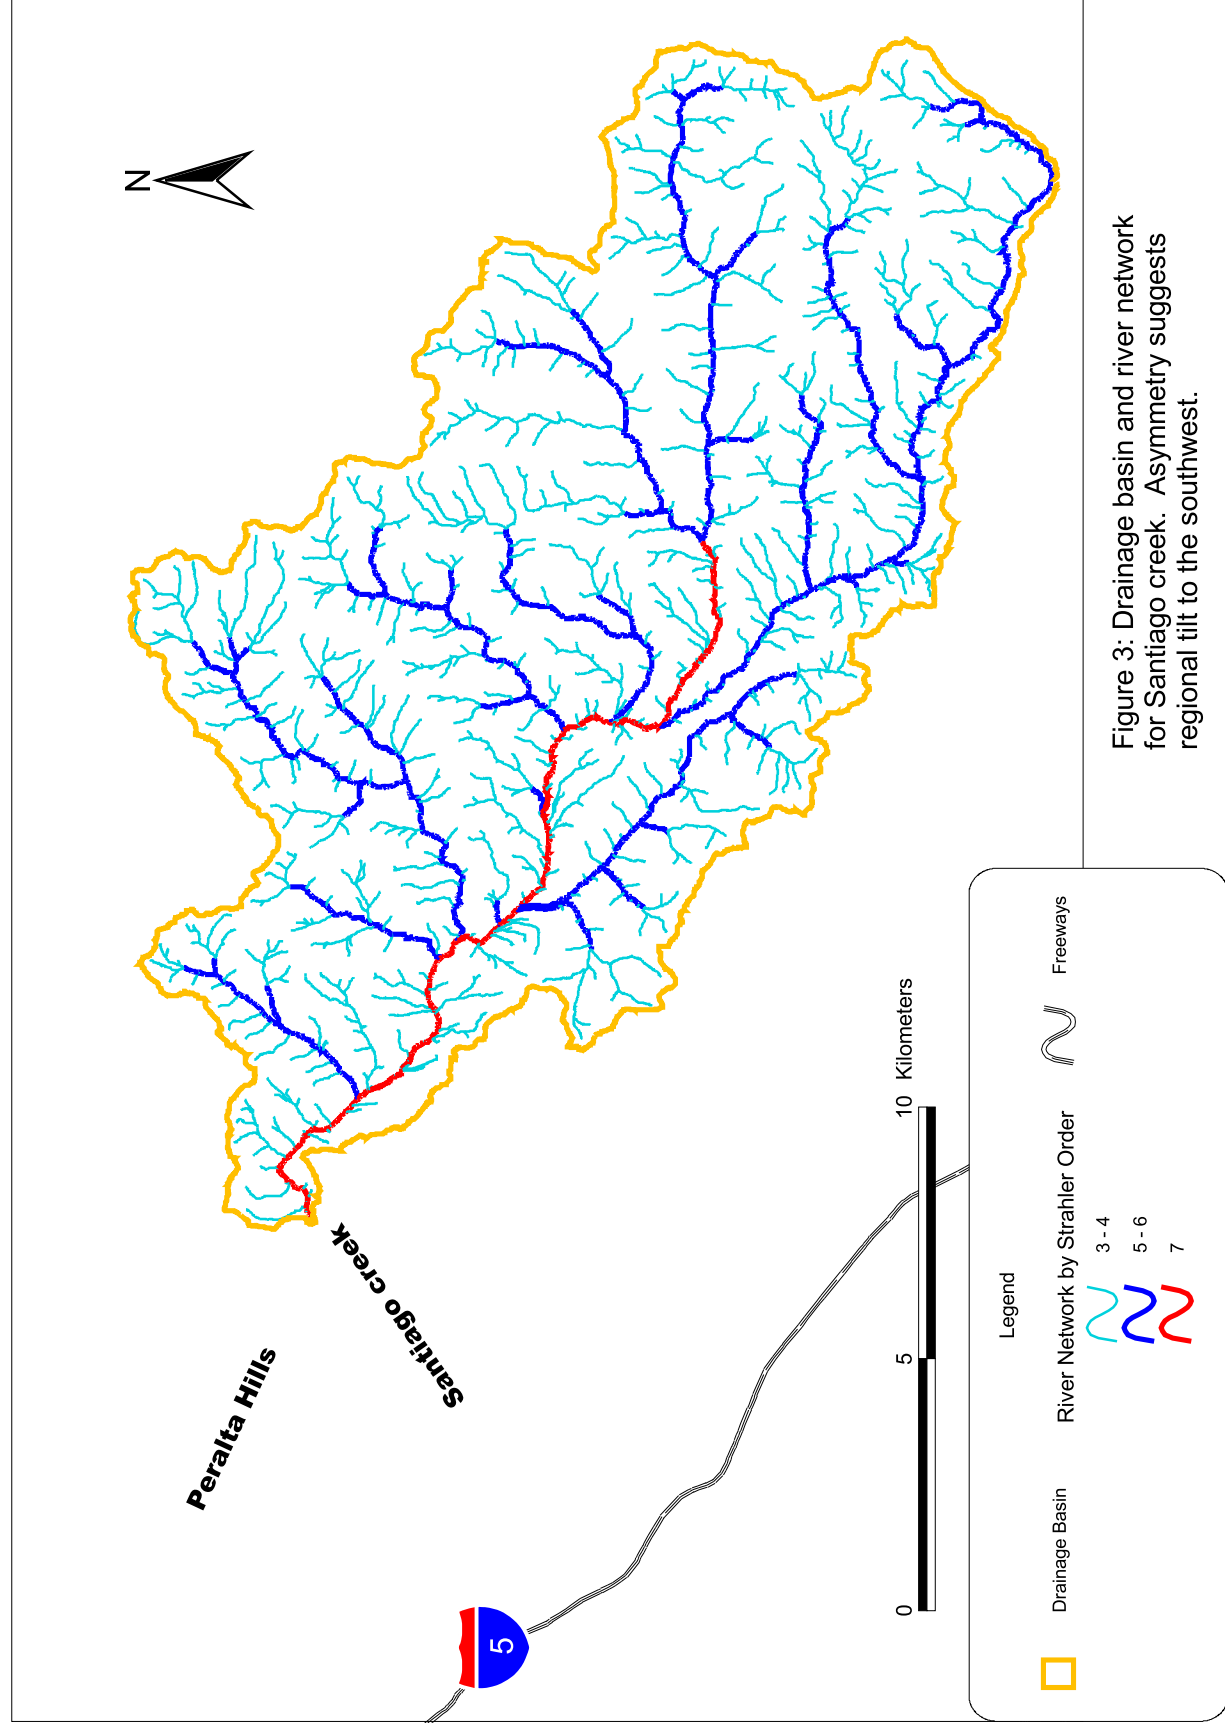 N
Peralta Hills
Santiago creek
5
0
5
10 Kilometers
Legend
Drainage Basin
River Network by Strahler Order
3 - 4
5 - 6
7
Freeways
Figure 3: Drainage basin and river network
for Santiago creek. Asymmetry suggests
regional tilt to the southwest.